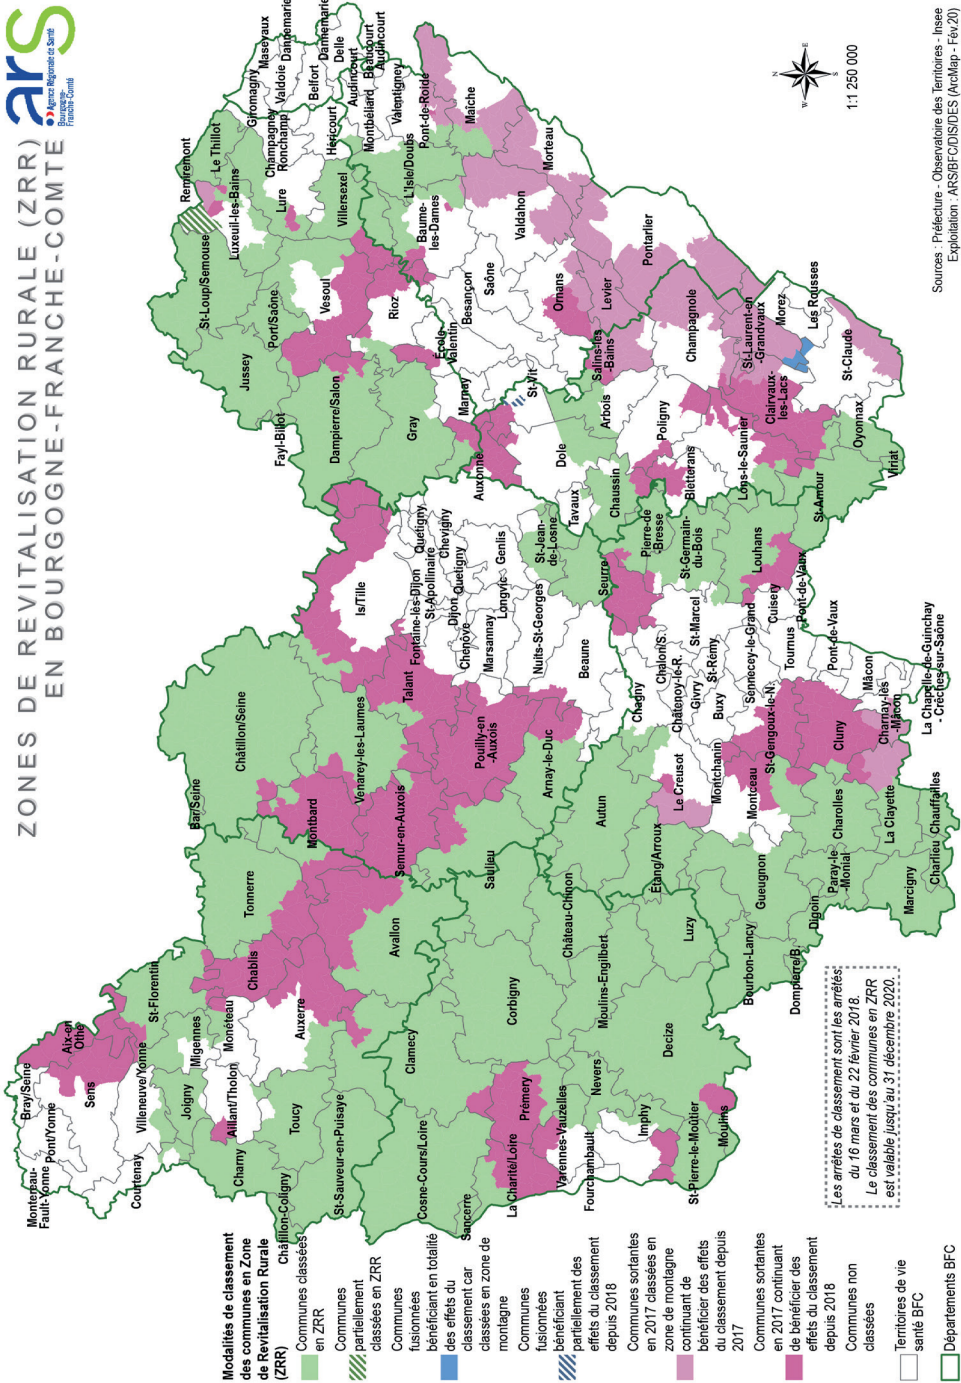 ZONES DE REVITALISATION RURALE (ZRR)
EN BOURGOGNE-FRANCHE-COMTE
ars
Agence Régionale de Santé
Bourgogne-
Franche-Comté
Modalités de classement
des communes en Zone
de Revitalisation Rurale
(ZRR)
Communes classées
en ZRR
Communes
partiellement
classées en ZRR
Communes
fusionnées
bénéficiant en totalité
des effets du
classement car
classées en zone de
montagne
Communes
fusionnées
bénéficiant
partiellement des
effets du classement
depuis 2018
Communes sortantes
en 2017 classées en
zone de montagne
continuant de
bénéficier des effets
du classement depuis
2017
Communes sortantes
en 2017 continuant
de bénéficier des
effets du classement
depuis 2018
Communes non
classées
Territoires de vie
santé BFC
Départements BFC
Les arrêtés de classement sont les arrêtés
du 16 mars et du 22 février 2018.
Le classement des communes en ZRR
est valable jusqu'au 31 décembre 2020.
N
E
S
W
1:1 250 000
Sources : Préfecture - Observatoire des Territoires - Insee
Exploitation : ARS/BFC/DIS/DES (ArcMap - Fév.20)
Montereau-
Fault-Yonne
Bray/Seine
Pont/Yonne
Sens
Aix-en
Othe
Courtenay
Villeneuve/Yonne
St-Florentin
Joigny
Migennes
Charny
Aillant/Tholon
Monéteau
Chablis
Tonnerre
Auxerre
Toucy
Châtillon-Coligny
St-Sauveur-en-Puisaye
Avallon
Clamecy
Cosne-Cours/Loire
Sancerre
La Charité/Loire
Prémery
Varennes-Vauzelles
Fourchambault
Nevers
Imphy
St-Pierre-le-Moûtier
Moulins
Decize
Corbigny
Château-Chinon
Moulins-Engilbert
Luzy
Bar/Seine
Châtillon/Seine
Montbard
Venarey-les-Laumes
Semur-en-Auxois
Saulieu
Pouilly-en
-Auxois
Arnay-le-Duc
Talant
Is/Tille
Fontaine-lès-Dijon
St-Apollinaire
Quetigny
Chevigny
Dijon
Quetigny
Chenove
Marsannay
Longvic
Genlis
Nuits-St-Georges
Beaune
St-Jean-
de-Losne
Seurre
Auxonne
Autun
Etang/Arroux
Le Creusot
Montchanin
Montceau
Gueugnon
Bourbon-Lancy
Dompierre/B.
Digoin
Paray-le
-Monial
Charolles
La Clayette
Marcigny
Charlieu
Chauffailles
Chagny
Chalon/S.
Châtenoy-le-R.
St-Marcel
Givry
St-Rémy
Buxy
Sennecey-le-Grand
St-Gengoux-le-N.
Tournus
Cuisery
Pont-de-Vaux
Pont-de-Vaux
Cluny
Mâcon
Charnay-lès
-Mâcon
La Chapelle-de-Guinchay
- Crêches-sur-Saône
Pierre-de
-Bresse
St-Germain-
du-Bois
Louhans
Fayl-Billot
Jussey
Port/Saône
St-Loup/Semouse
Remiremont
Le Thillot
Luxeuil-les-Bains
Lure
Champagney
Ronchamp
Giromagny
Masevaux
Valdoie
Dannemarie
Belfort
Dannemarie
Delle
Héricourt
Audincourt
Montbéliard
Beaucourt
Audincourt
Valentigney
Pont-de-Roide
Maîche
L'Isle/Doubs
Villersexel
Vesoul
Rioz
Dampierre/Salon
Gray
Marnay
Baume-
les-Dames
Besançon
École-
Valentin
Saône
St-Vit
Valdahon
Morteau
Ornans
Levier
Pontarlier
Dole
Tavaux
Chaussin
Arbois
Salins-les
-Bains
Poligny
Champagnole
Bletterans
Lons-le-Saunier
St-Laurent-en
-Grandvaux
Clairvaux-
les-Lacs
Morez
Les Rousses
St-Claude
St-Amour
Oyonnax
Viriat